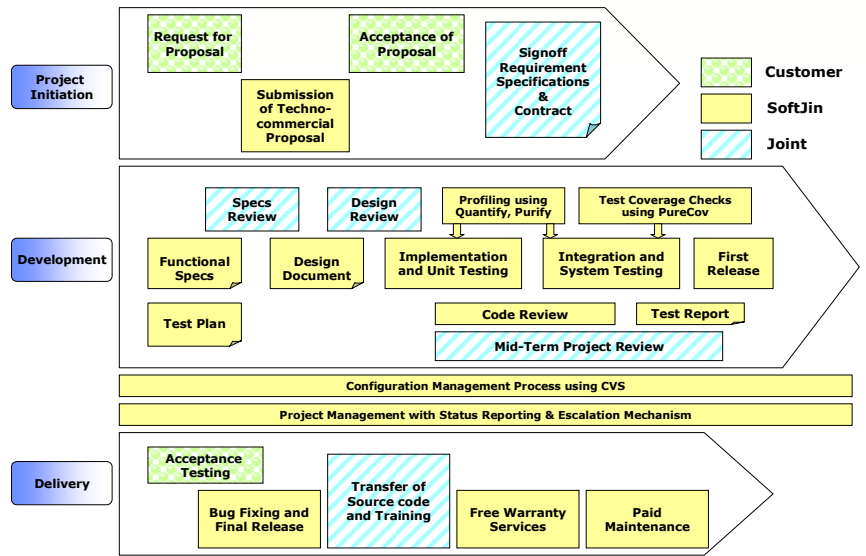 Request for
Proposal
Acceptance of
Proposal
Signoff
Requirement
Specifications
&
Contract
Submission
of Techno-
commercial
Proposal
Project
Initiation
Customer
SoftJin
Joint
Specs
Review
Design
Review
Profiling using
Quantify, Purify
Test Coverage Checks
using PureCov
Development
Functional
Specs
Design
Document
Implementation
and Unit Testing
Integration and
System Testing
First
Release
Test Plan
Code Review
Test Report
Mid-Term Project Review
Configuration Management Process using CVS
Project Management with Status Reporting & Escalation Mechanism
Delivery
Acceptance
Testing
Bug Fixing and
Final Release
Transfer of
Source code
and Training
Free Warranty
Services
Paid
Maintenance